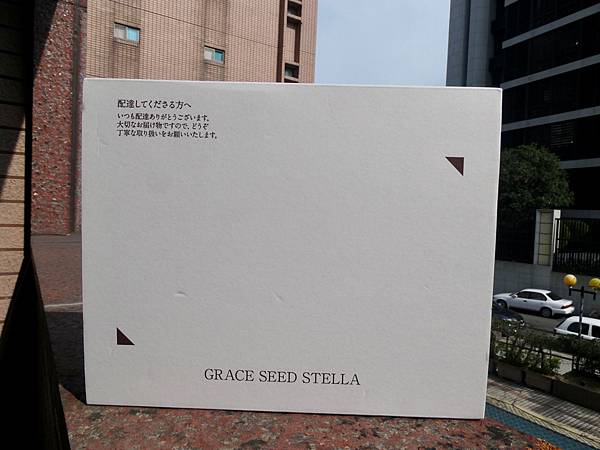 配達してくださる方へ
いつも配達ありがとうございます。
大切なお届け物ですので、どうぞ
丁寧な取り扱いをお願いいたします。
GRACE SEED STELLA